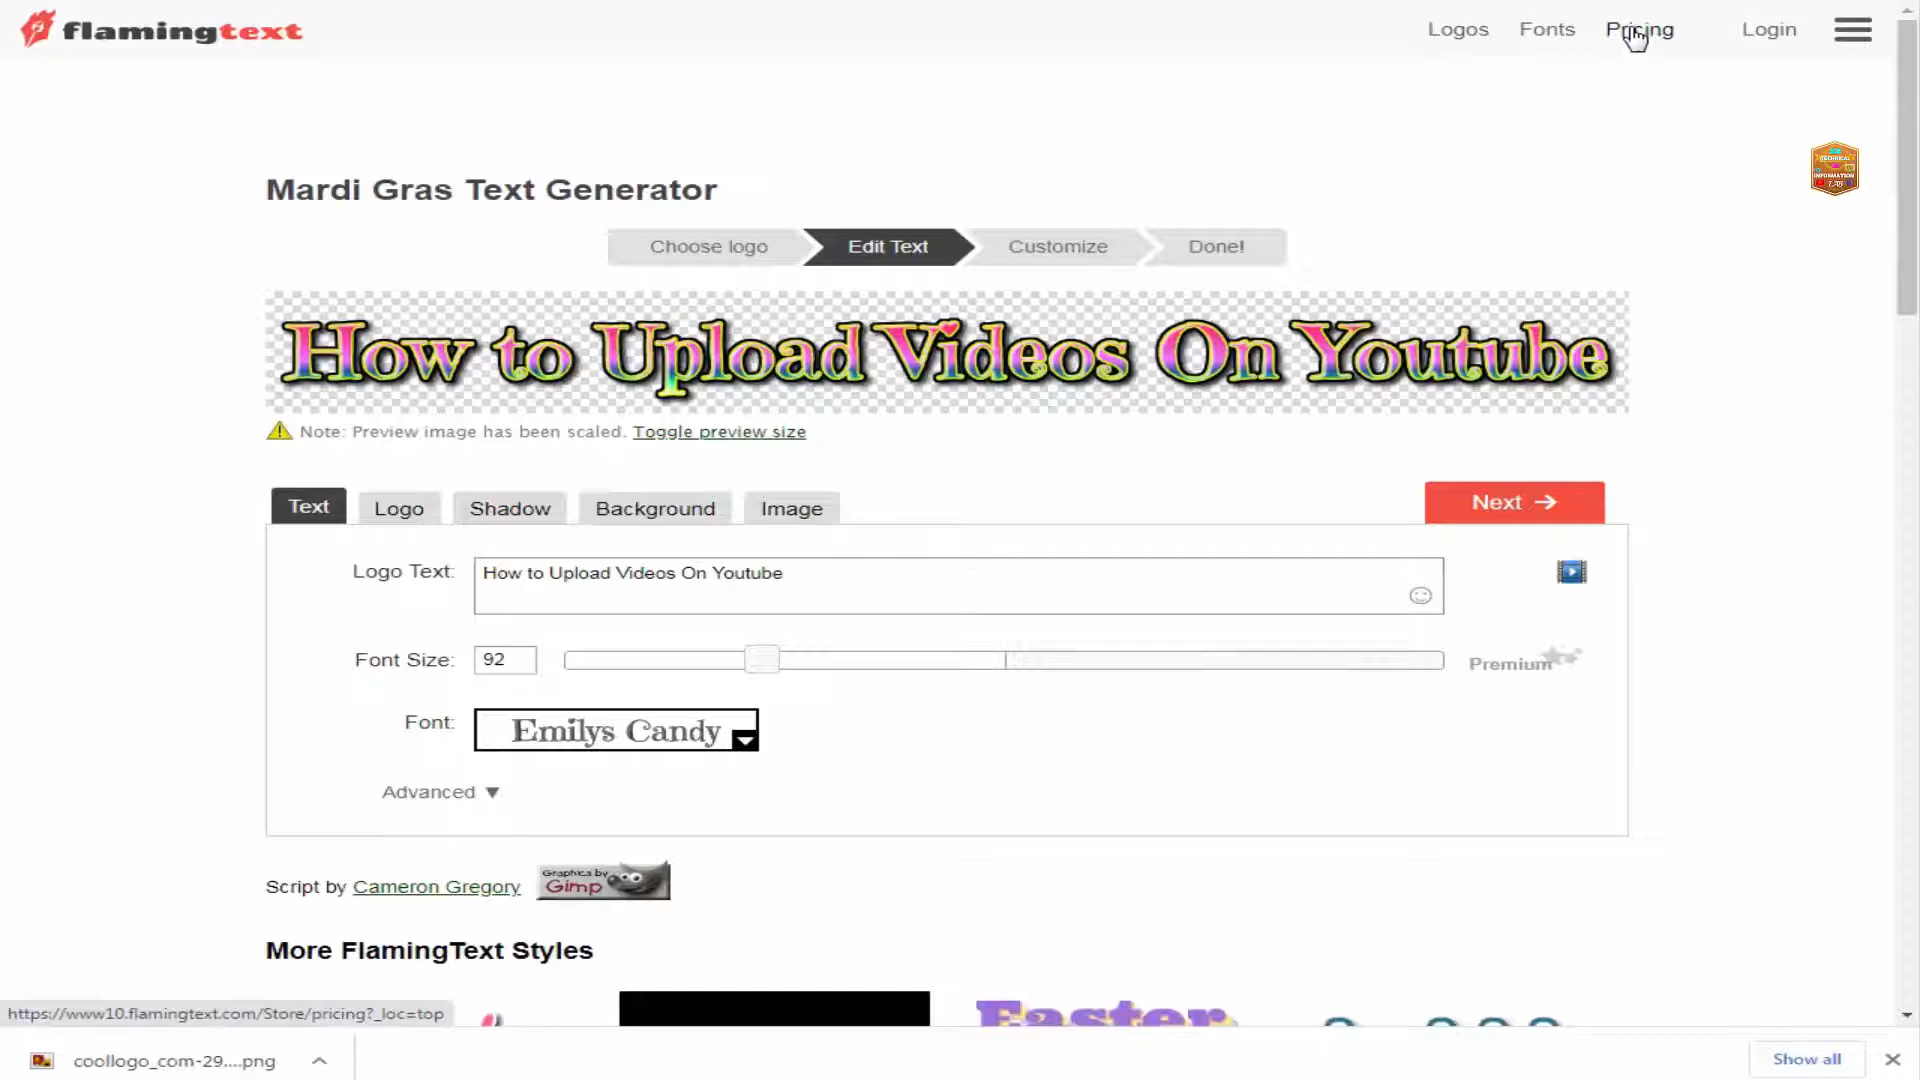 flamingtext
Logos Fonts Pricing Login
TECHNICAL
INFORMATION
Mardi Gras Text Generator
Choose logo Edit Text Customize Done!
How to Upload Videos On Youtube
Note: Preview image has been scaled. Toggle preview size
Text Logo Shadow Background Image Next →
Logo Text: How to Upload Videos On Youtube
Font Size: 92 Premium
Font: Emilys Candy
Advanced ▼
Script by Cameron Gregory Graphics by
Gimp
More FlamingText Styles
Easter
https://www10.flamingtext.com/Store/pricing?_loc=top
coollogo_com-29....png Show all